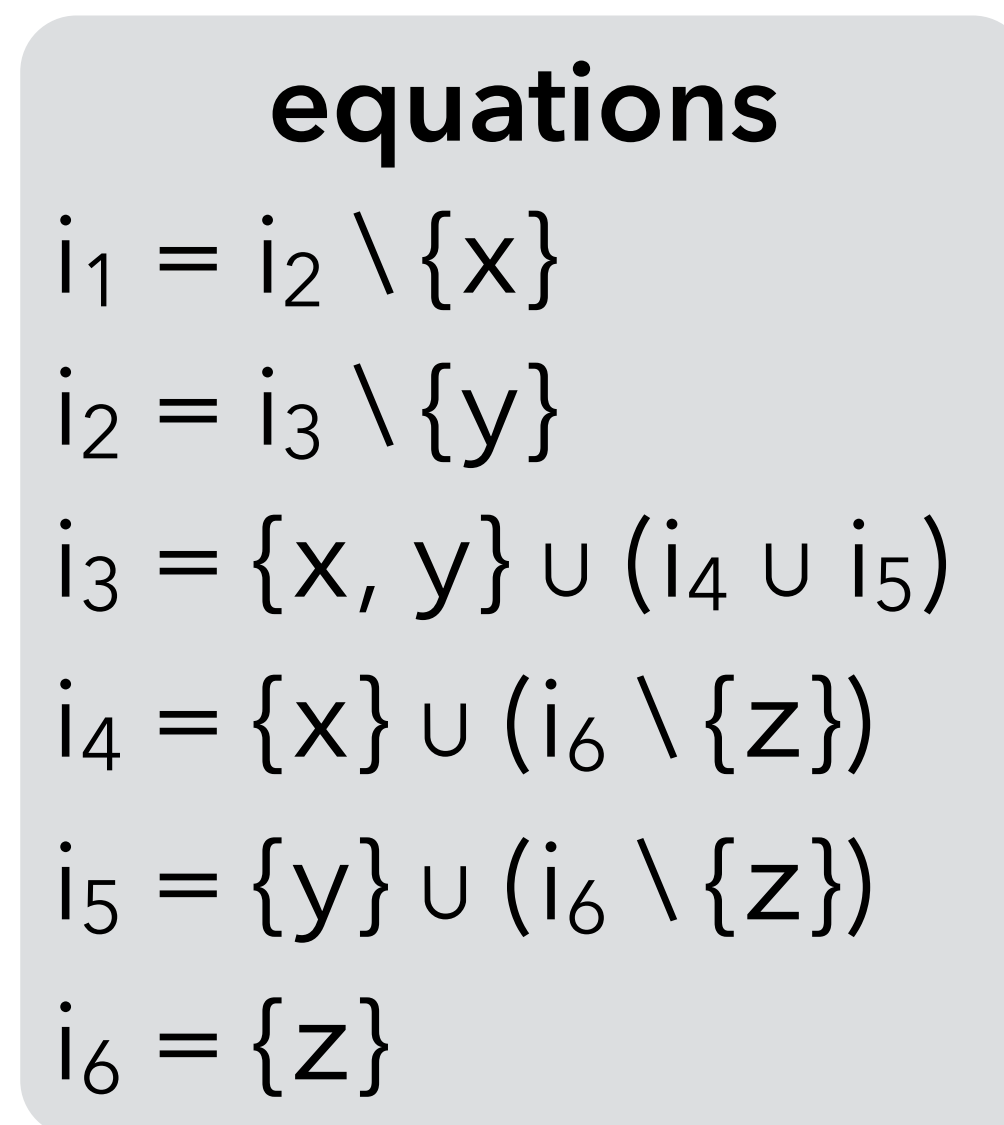 equations
i₁ = i₂ \ {x}
i₂ = i₃ \ {y}
i₃ = {x, y} ∪ (i₄ ∪ i₅)
i₄ = {x} ∪ (i₆ \ {z})
i₅ = {y} ∪ (i₆ \ {z})
i₆ = {z}